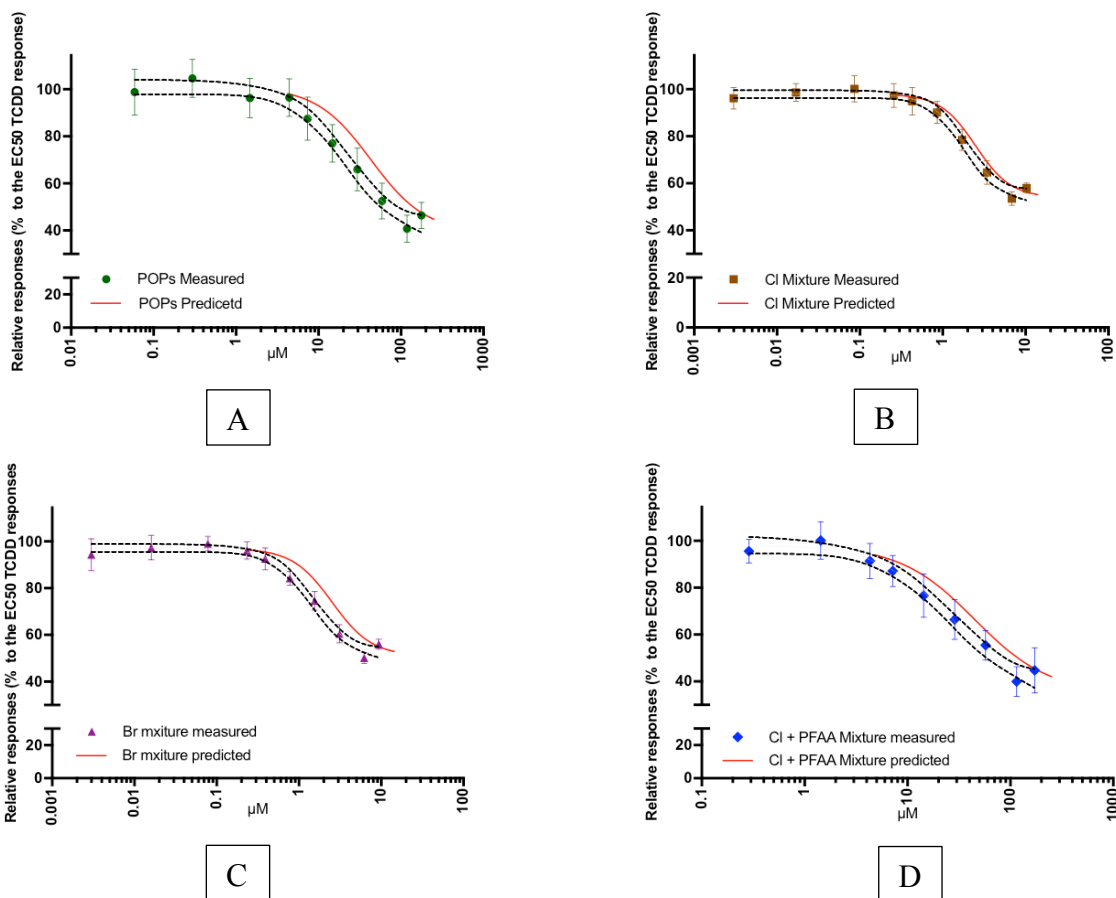 Relative responses (% to the EC50 TCDD response)
100
80
60
40
20
0
POPs Measured
POPs Predicetd
0.01
0.1
1
10
100
1000
µM
A
Relative responses (% to the EC50 TCDD response)
100
80
60
40
20
0
Cl Mixture Measured
Cl Mixture Predicted
0.001
0.01
0.1
1
10
100
µM
B
Relative responses (% to the EC50 TCDD responses
100
80
60
40
20
0
Br mxiture measured
Br mxiture predicted
0.001
0.01
0.1
1
10
100
µM
C
Relative responses (% to the EC50 TCDD response)
100
80
60
40
20
0
Cl + PFAA Mixture measured
Cl + PFAA Mixture predicted
0.1
1
10
100
1000
µM
D